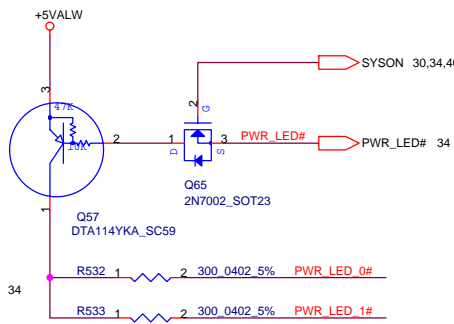 +5VALW
3
47K
10K
2
1
Q57
DTA114YKA_SC59
2
G
1
D
3
S
Q65
2N7002_SOT23
PWR_LED#
SYSON 30,34,40
PWR_LED# 34
34
R532 1 2 300_0402_5% PWR_LED_0#
R533 1 2 300_0402_5% PWR_LED_1#